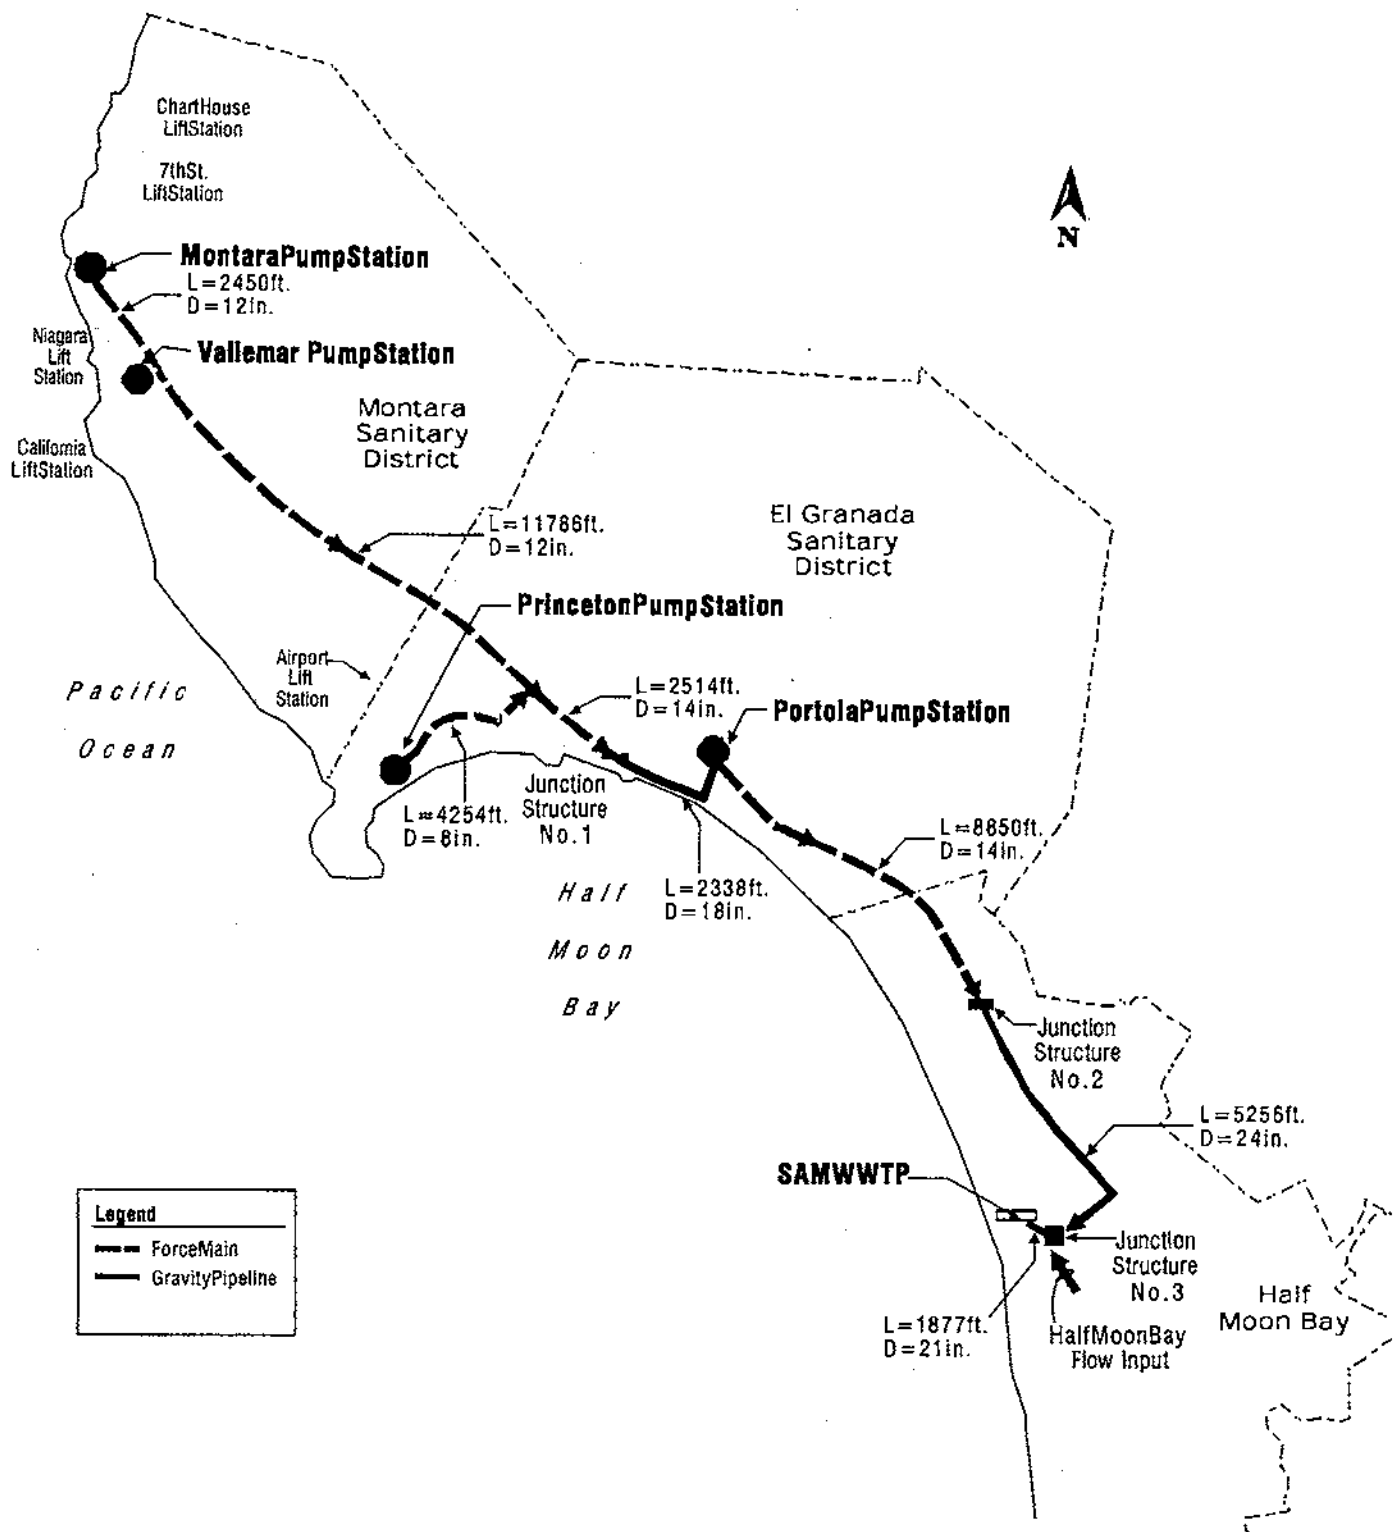 ChartHouse
LiftStation
7thSt.
LiftStation
N
MontaraPumpStation
L=2450ft.
D=12in.
Niagara
Lift
Station
Vallemar PumpStation
Montara
Sanitary
District
California
LiftStation
L=11786ft.
D=12in.
El Granada
Sanitary
District
PrincetonPumpStation
Airport
Lift
Station
Pacific
Ocean
L=2514ft.
D=14in.
PortolaPumpStation
L=4254ft.
D=8in.
Junction
Structure
No.1
L=8850ft.
D=14in.
L=2338ft.
D=18in.
Half
Moon
Bay
Junction
Structure
No.2
L=5256ft.
D=24in.
SAMWWTP
Legend
ForceMain
GravityPipeline
Junction
Structure
No.3
L=1877ft.
D=21in.
HalfMoonBay
Flow Input
Half
Moon Bay